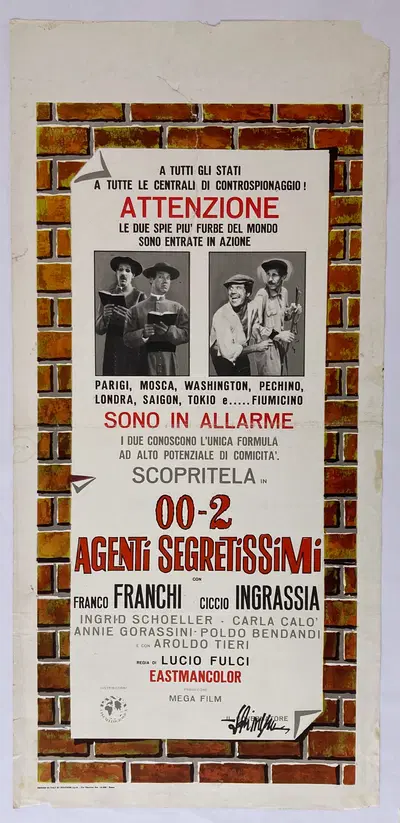 A TUTTI GLI STATI
A TUTTE LE CENTRALI DI CONTROSPIONAGGIO!
ATTENZIONE
LE DUE SPIE PIU' FURBE DEL MONDO
SONO ENTRATE IN AZIONE
PARIGI, MOSCA, WASHINGTON, PECHINO,
LONDRA, SAIGON, TOKIO e.....FIUMICINO
SONO IN ALLARME
I DUE CONOSCONO L'UNICA FORMULA
AD ALTO POTENZIALE DI COMICITA'.
SCOPRITELA IN
00-2
AGENTI SEGRETISSIMI
CON
FRANCO FRANCHI CICCIO INGRASSIA
INGRID SCHOELLER - CARLA CALO'
ANNIE GORASSINI - POLDO BENDANDI
E CON AROLDO TIERI
REGIA DI LUCIO FULCI
EASTMANCOLOR
MEGA FILM